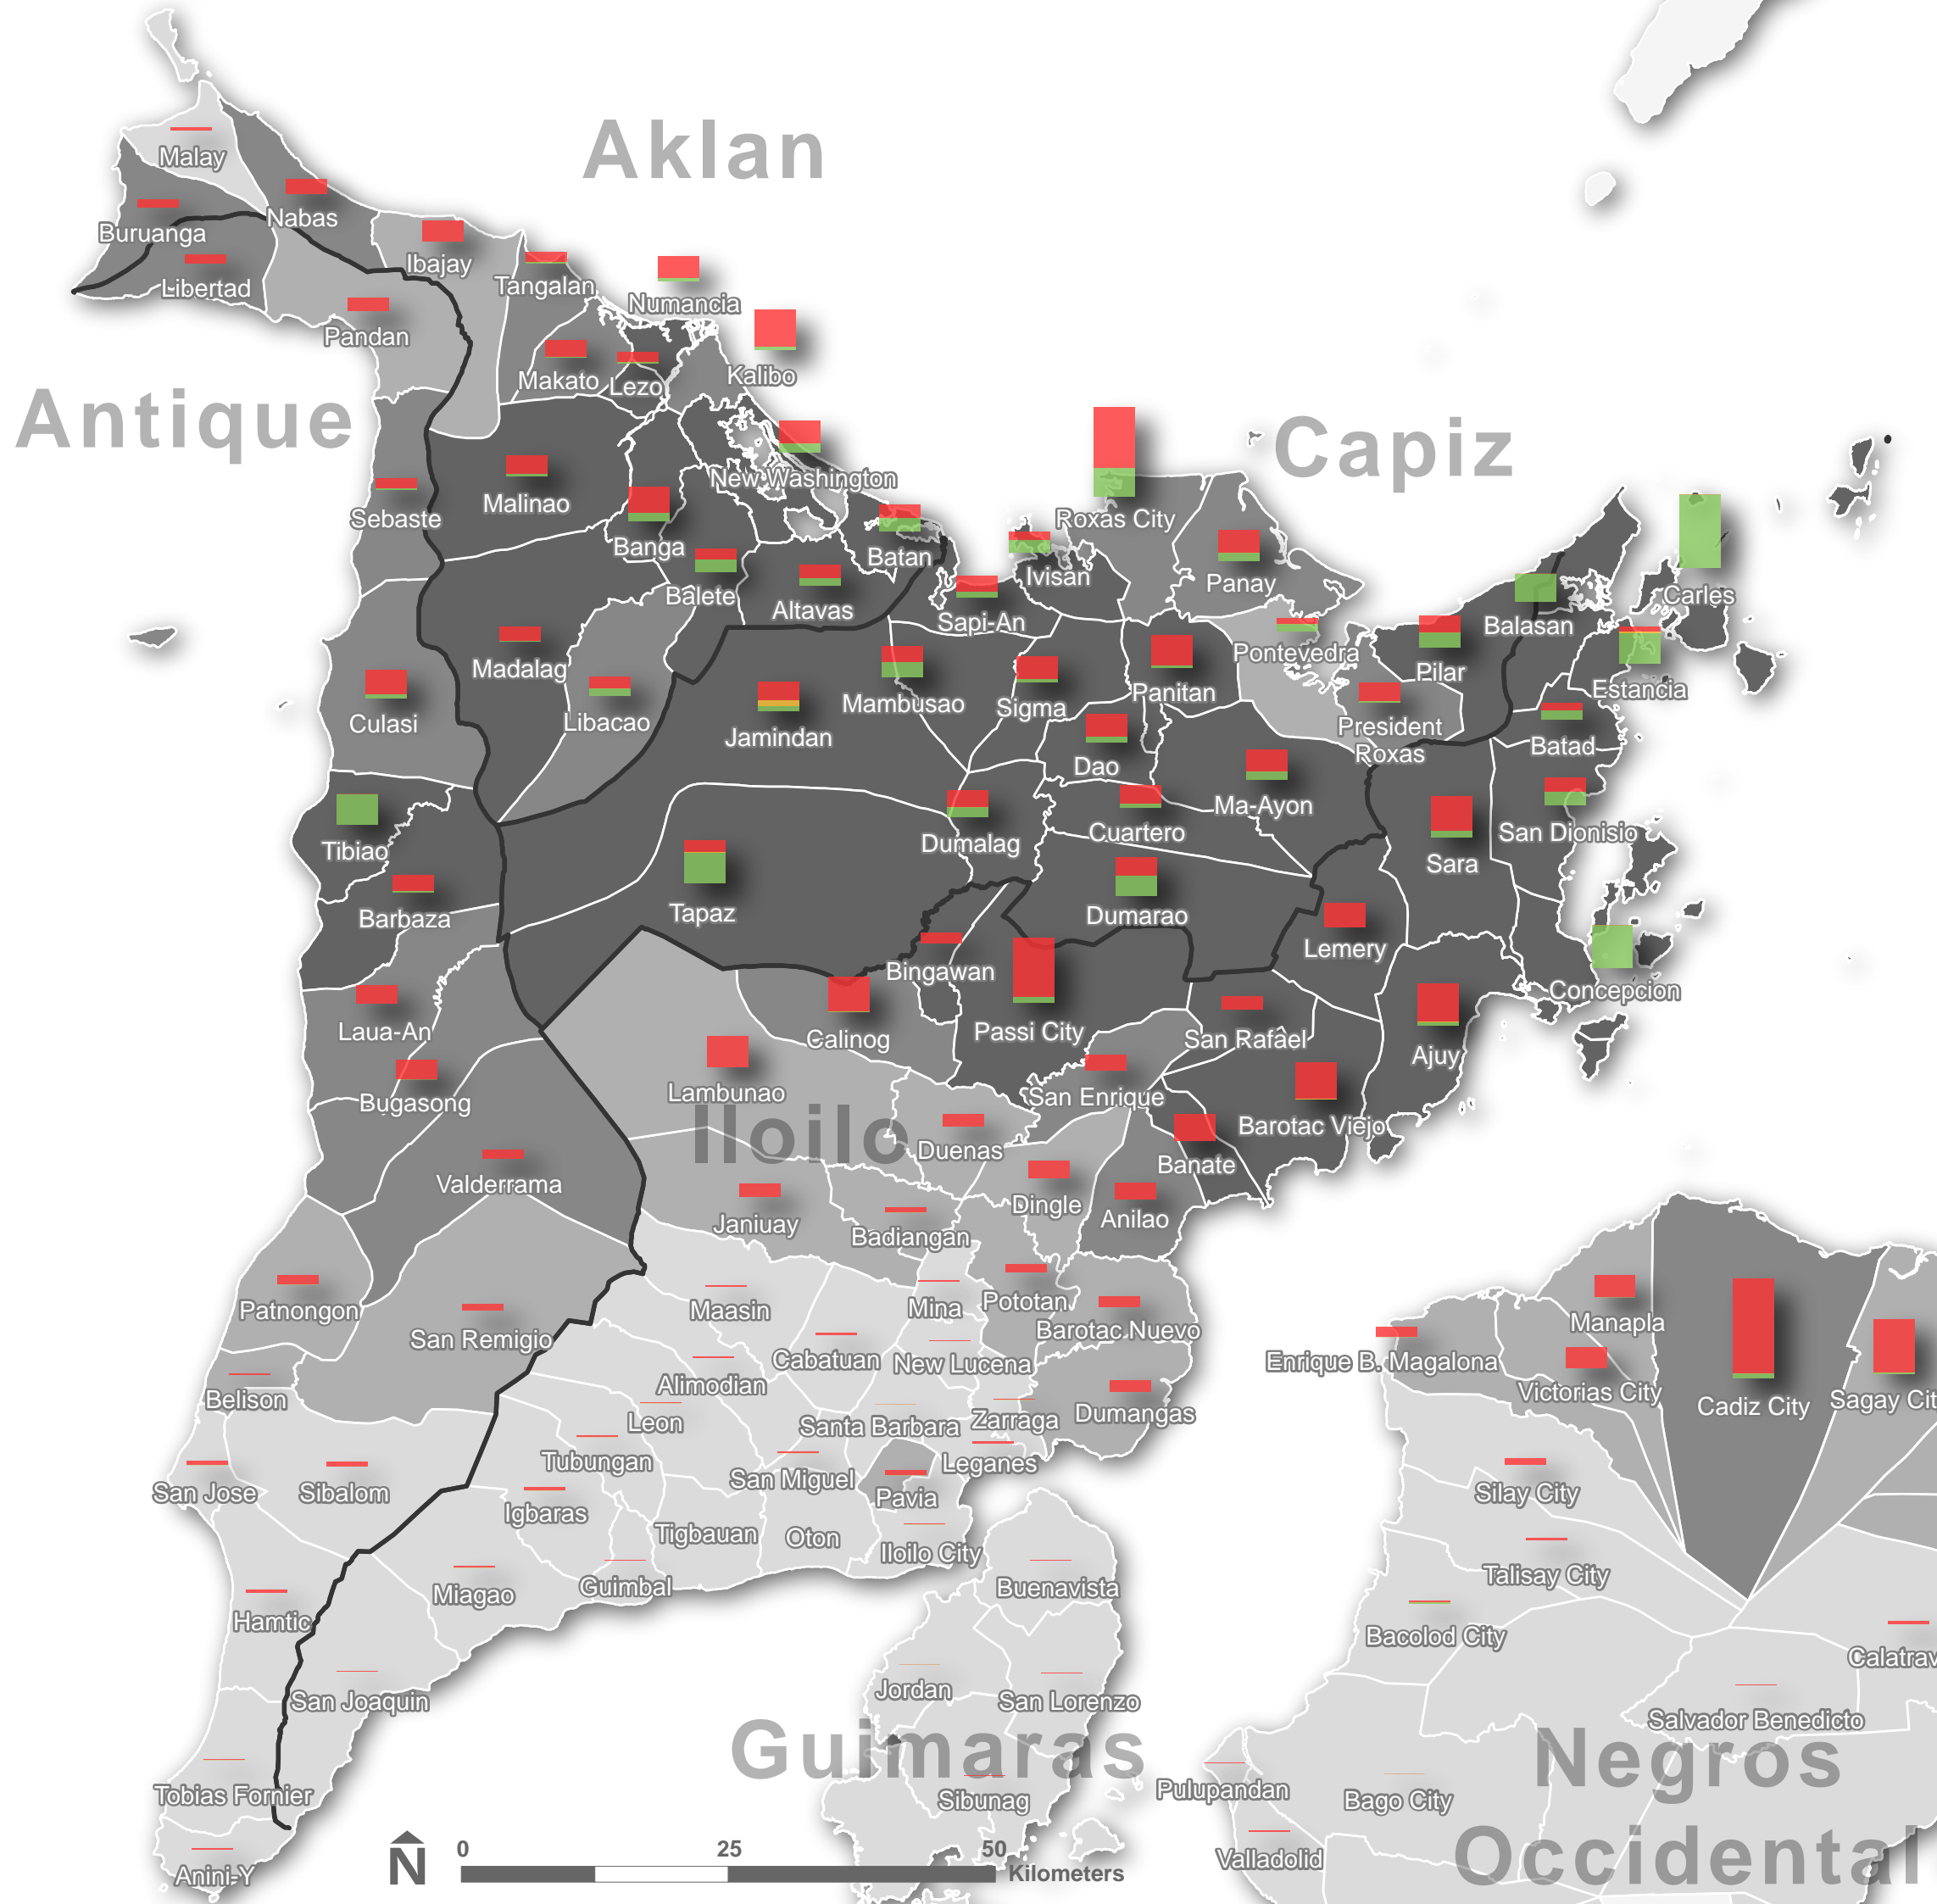 Aklan
Malay
Nabas
Buruanga
Ibajay
Libertad
Tangalan
Numancia
Pandan
Makato
Lezo
Kalibo
Antique
Capiz
Sebaste
Malinao
New Washington
Roxas City
Banga
Batan
Ivisan
Panay
Balete
Altavas
Sapi-An
Carles
Balasan
Madalag
Pontevedra
Pilar
Estancia
Culasi
Libacao
Jamindan
Mambusao
Sigma
Panitan
President
Roxas
Batad
Dao
Ma-Ayon
Tibiao
Dumalag
Cuartero
San Dionisio
Sara
Barbaza
Tapaz
Dumarao
Lemery
Bingawan
Concepcion
Laua-An
Calinog
Passi City
San Rafael
Ajuy
Bugasong
Lambunao
San Enrique
Iloilo
Barotac Viejo
Duenas
Banate
Valderrama
Janiuay
Dingle
Anilao
Badiangan
Patnongon
Maasin
Mina
Pototan
San Remigio
Barotac Nuevo
Manapla
Cabatuan
New Lucena
Enrique B. Magalona
Belison
Alimodian
Victorias City
Cadiz City
Sagay Cit
Leon
Santa Barbara
Zarraga
Dumangas
Tubungan
San Miguel
Leganes
San Jose
Sibalom
Igbaras
Pavia
Silay City
Tigbauan
Oton
Iloilo City
Talisay City
Miagao
Guimbal
Buenavista
Hamtic
Bacolod City
Calatrav
San Joaquin
Jordan
San Lorenzo
Salvador Benedicto
Guimaras
Negros
Occidental
Tobias Fornier
Sibunag
Pulupandan
Bago City
Valladolid
Anini-Y
N
0 25 50
Kilometers